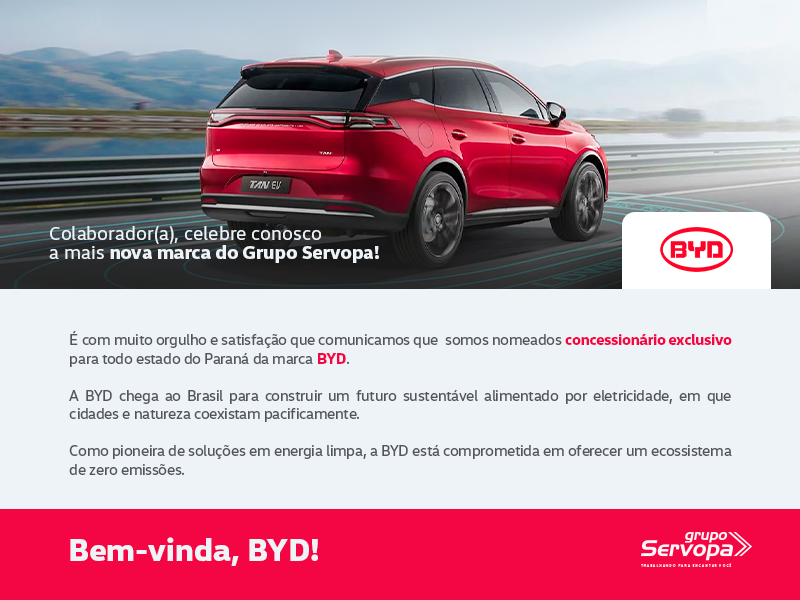 TAN
TAN EV
Colaborador(a), celebre conosco
a mais nova marca do Grupo Servopa!
BYD
É com muito orgulho e satisfação que comunicamos que somos nomeados concessionário exclusivo
para todo estado do Paraná da marca BYD.
A BYD chega ao Brasil para construir um futuro sustentável alimentado por eletricidade, em que
cidades e natureza coexistam pacificamente.
Como pioneira de soluções em energia limpa, a BYD está comprometida em oferecer um ecossistema
de zero emissões.
Bem-vinda, BYD!
grupo
Servopa
TRABALHANDO PARA ENCANTAR VOCÊ